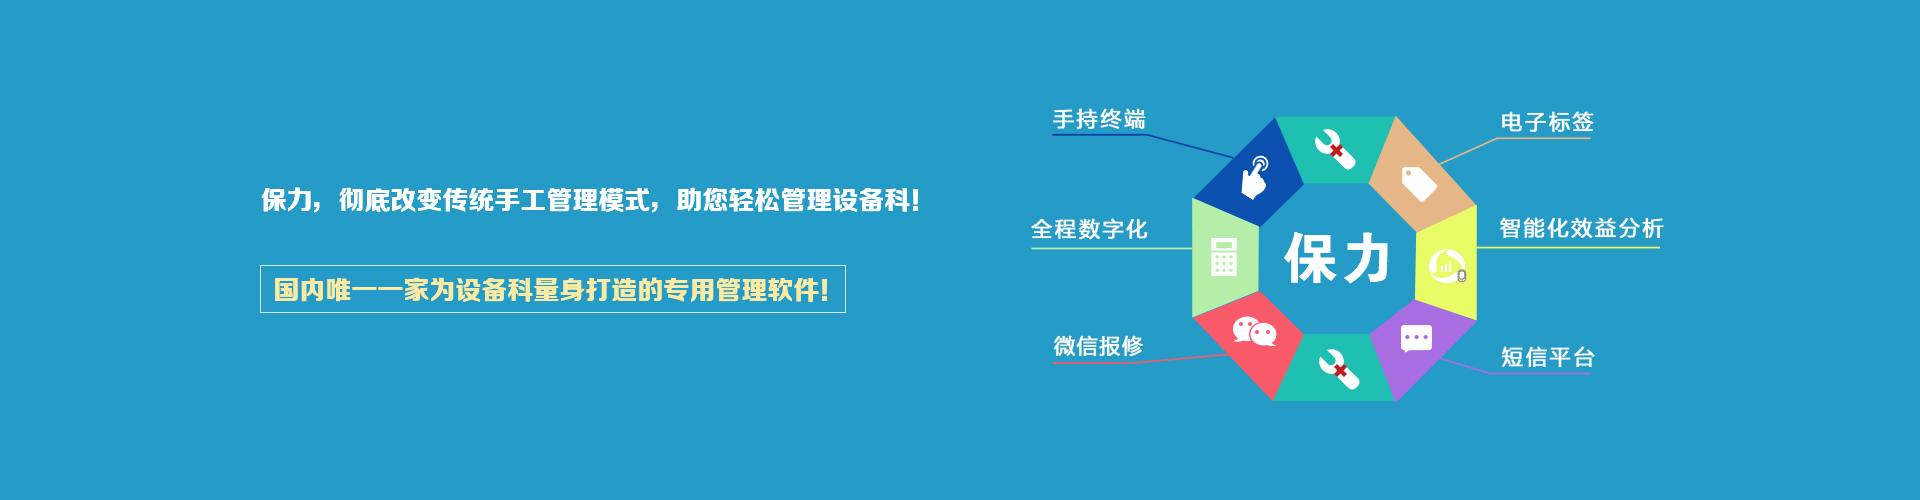 保力，彻底改变传统手工管理模式，助您轻松管理设备科！
国内唯一一家为设备科量身打造的专用管理软件！
手持终端
电子标签
全程数字化
保力
智能化效益分析
微信报修
短信平台